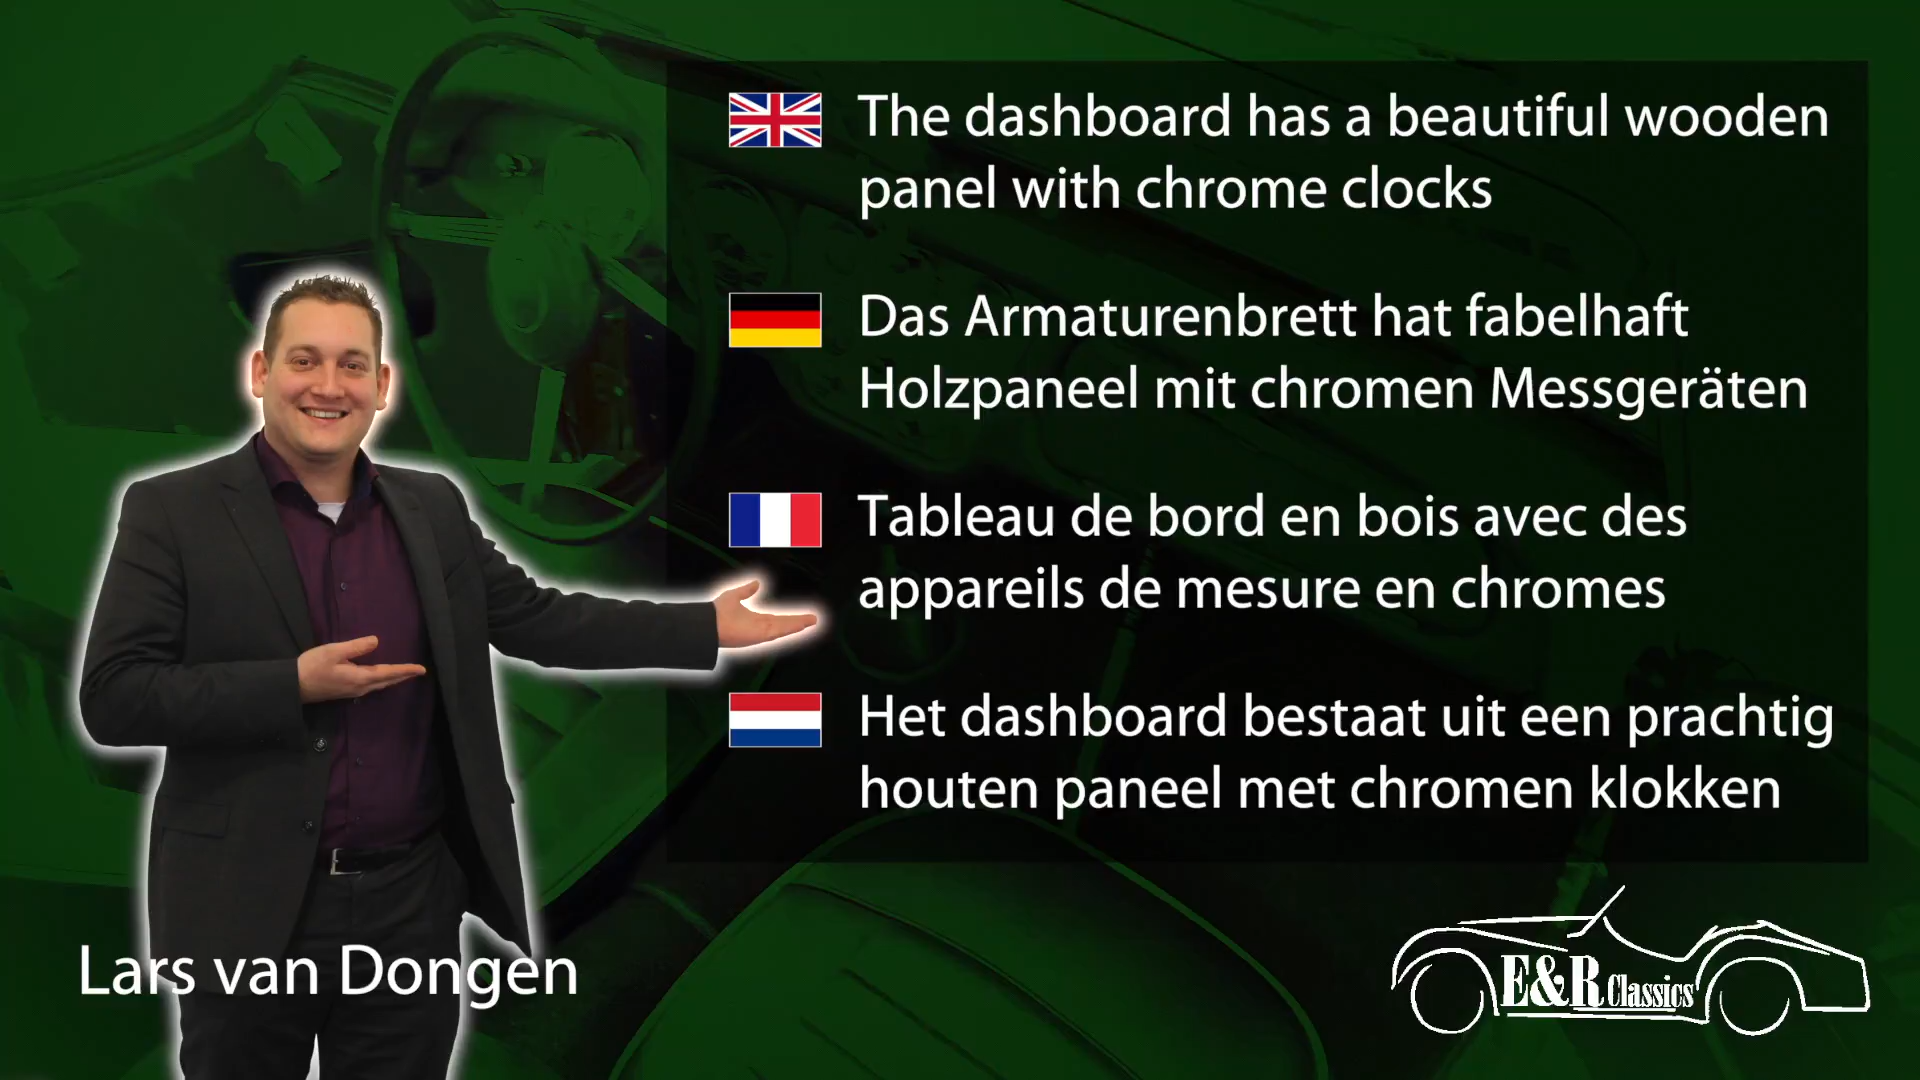 The dashboard has a beautiful wooden
panel with chrome clocks
Das Armaturenbrett hat fabelhaft
Holzpaneel mit chromen Messgeräten
Tableau de bord en bois avec des
appareils de mesure en chromes
Het dashboard bestaat uit een prachtig
houten paneel met chromen klokken
Lars van Dongen
E&R Classics